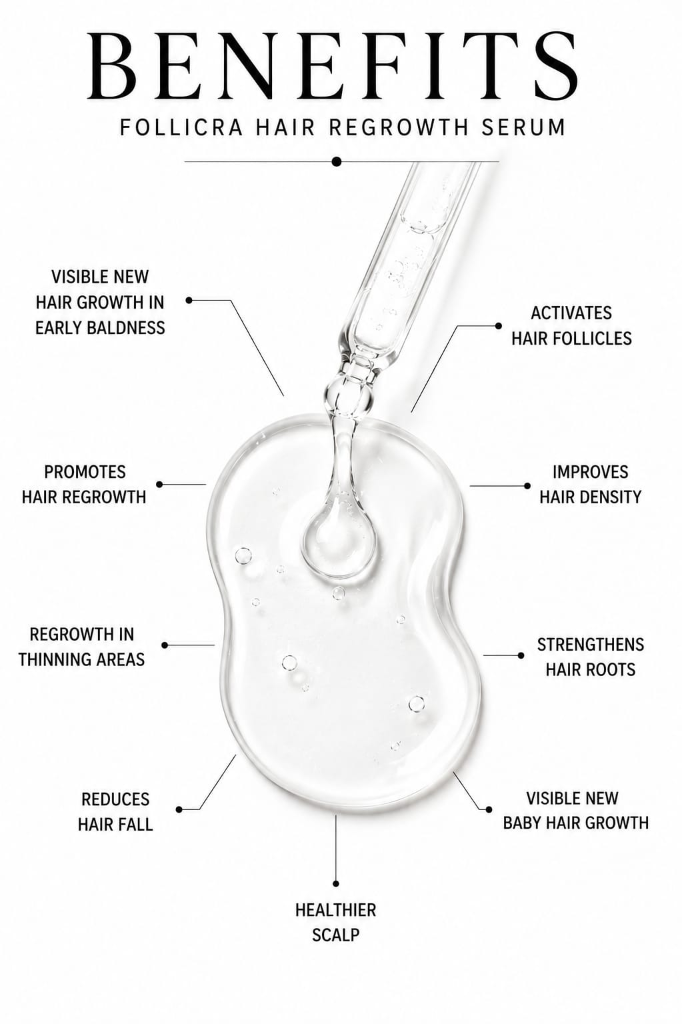 BENEFITS
FOLLICRA HAIR REGROWTH SERUM
VISIBLE NEW
HAIR GROWTH IN
EARLY BALDNESS
ACTIVATES
HAIR FOLLICLES
PROMOTES
HAIR REGROWTH
IMPROVES
HAIR DENSITY
REGROWTH IN
THINNING AREAS
STRENGTHENS
HAIR ROOTS
REDUCES
HAIR FALL
VISIBLE NEW
BABY HAIR GROWTH
HEALTHIER
SCALP